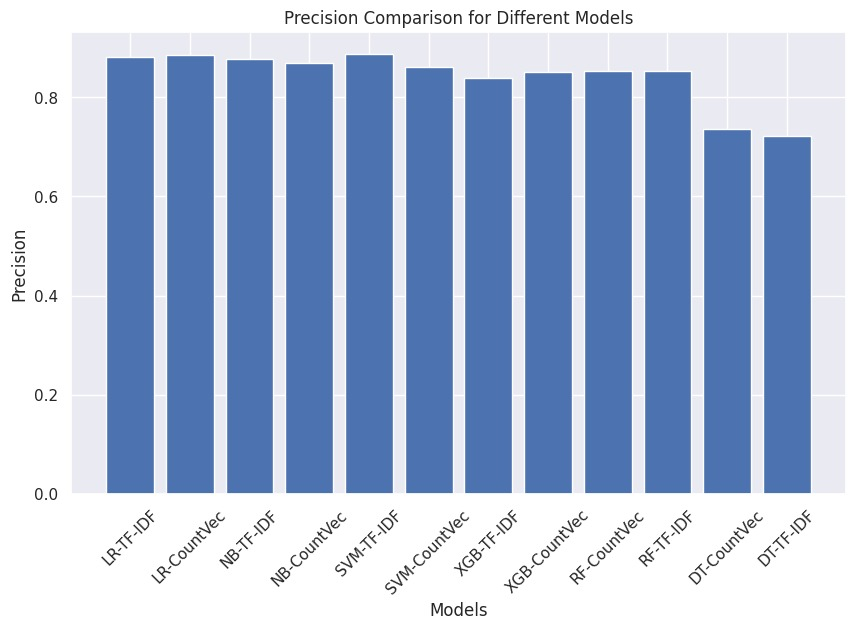 Precision Comparison for Different Models
Precision
0.8
0.6
0.4
0.2
0.0
LR-TF-IDF
LR-CountVec
NB-TF-IDF
NB-CountVec
SVM-TF-IDF
SVM-CountVec
XGB-TF-IDF
XGB-CountVec
RF-CountVec
RF-TF-IDF
DT-CountVec
DT-TF-IDF
Models